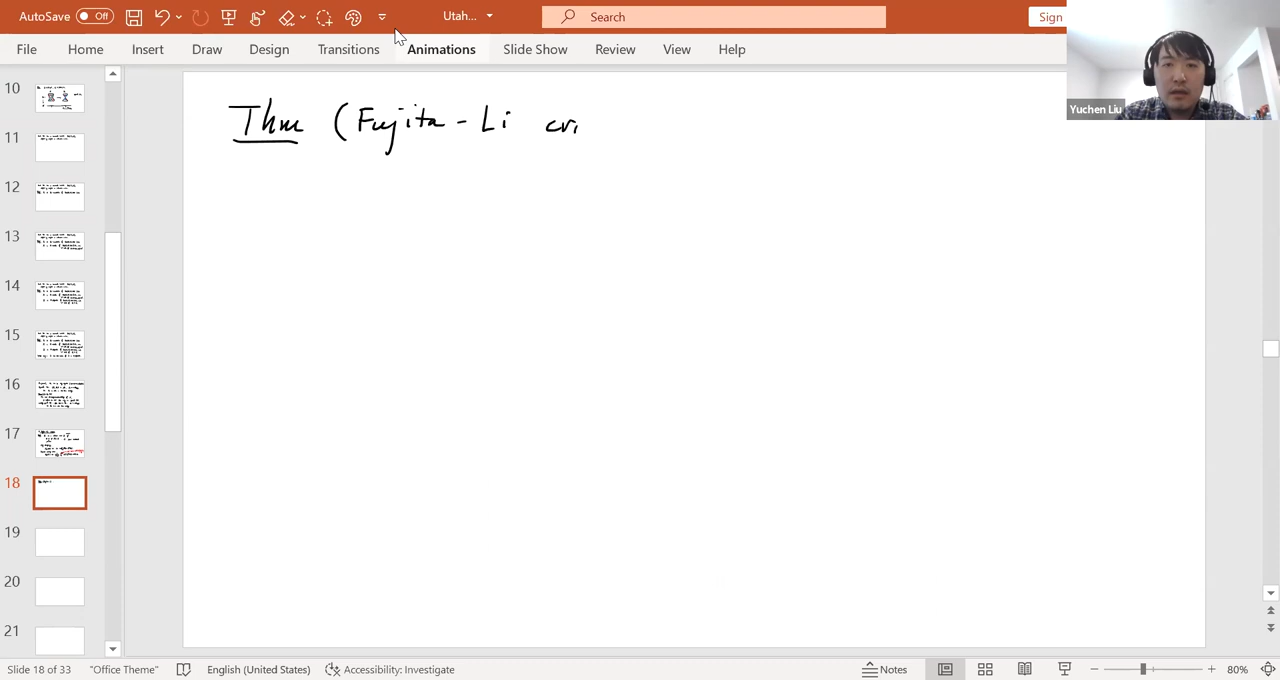 AutoSave Off Utah... Search Sign
File Home Insert Draw Design Transitions Animations Slide Show Review View Help
Yuchen Liu
Thm (Fujita-Li cri
10
11
12
13
14
15
16
17
18
19
20
21
Slide 18 of 33 "Office Theme" English (United States) Accessibility: Investigate Notes 80%